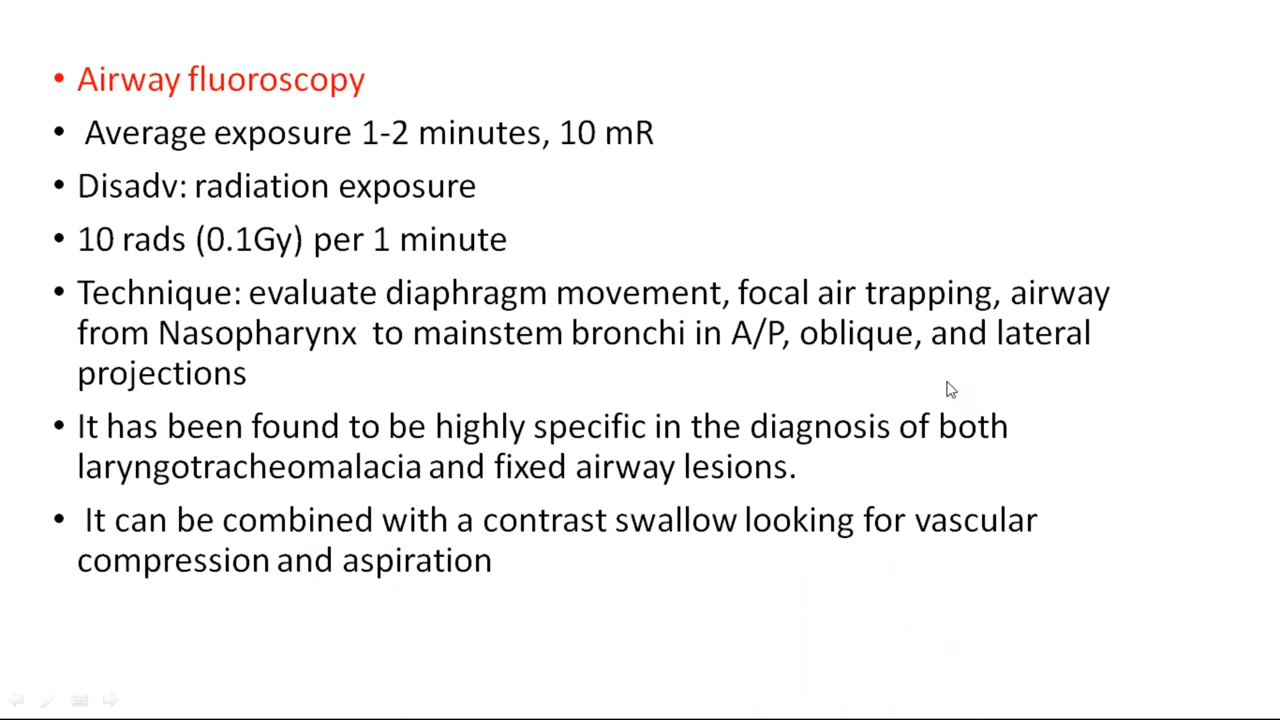 • Airway fluoroscopy
• Average exposure 1-2 minutes, 10 mR
• Disadv: radiation exposure
• 10 rads (0.1Gy) per 1 minute
• Technique: evaluate diaphragm movement, focal air trapping, airway
from Nasopharynx to mainstem bronchi in A/P, oblique, and lateral
projections
• It has been found to be highly specific in the diagnosis of both
laryngotracheomalacia and fixed airway lesions.
• It can be combined with a contrast swallow looking for vascular
compression and aspiration